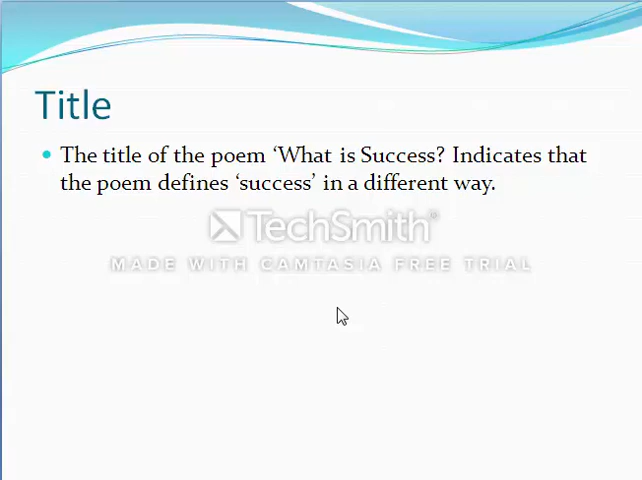 Title
• The title of the poem ‘What is Success? Indicates that
the poem defines ‘success’ in a different way.
TechSmith®
MADE WITH CAMTASIA FREE TRIAL